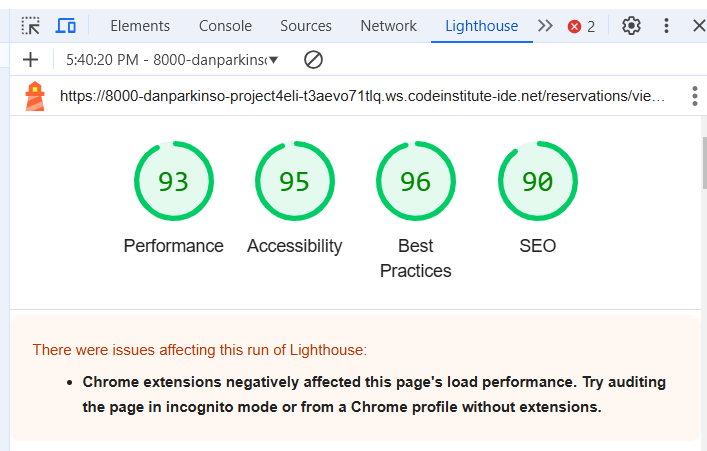 Elements Console Sources Network Lighthouse 2
5:40:20 PM - 8000-danparkins
https://8000-danparkinso-project4eli-t3aevo71tlq.ws.codeinstitute-ide.net/reservations/vie…
93 95 96 90
Performance Accessibility Best Practices SEO
There were issues affecting this run of Lighthouse:
• Chrome extensions negatively affected this page's load performance. Try auditing
the page in incognito mode or from a Chrome profile without extensions.